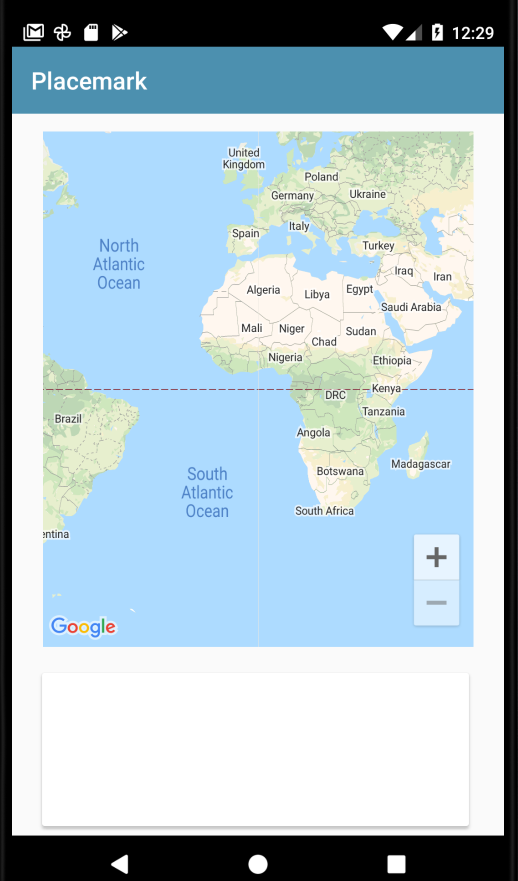 12:29
Placemark
United
Kingdom
Poland
Germany
Ukraine
Spain
Italy
Turkey
North
Atlantic
Ocean
Iraq
Iran
Algeria
Libya
Egypt
Saudi Arabia
Mali
Niger
Chad
Sudan
Nigeria
Ethiopia
DRC
Kenya
Brazil
Tanzania
Angola
Botswana
Madagascar
South
Atlantic
Ocean
South Africa
entina
+
−
Google